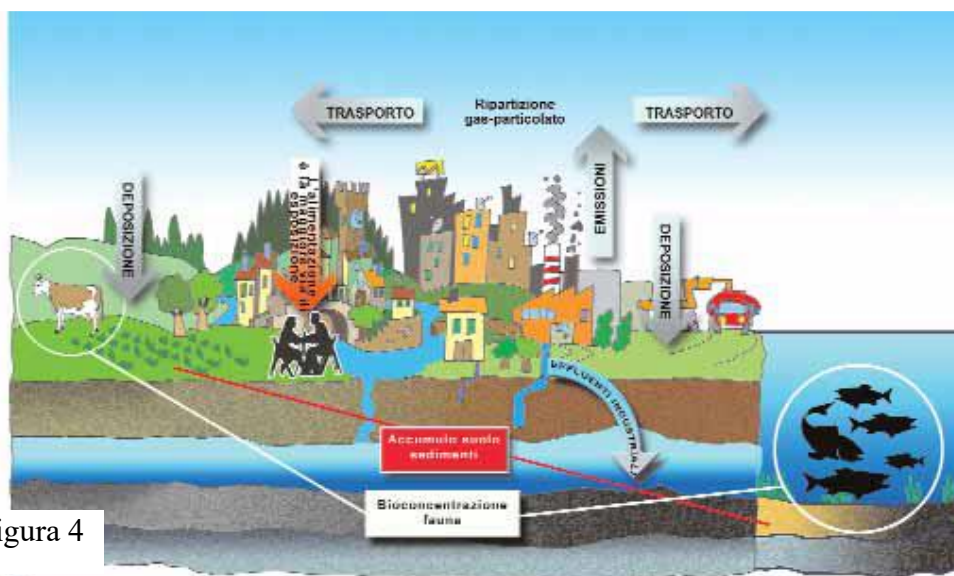 TRASPORTO
Ripartizione
gas-particolato
TRASPORTO
EMISSIONI
DEPOSIZIONE
L'alimentazione
è la maggiore via di
esposizione
DEPOSIZIONE
EFFLUENTI INDUSTRIALI
Accumulo suolo
sedimenti
Bioconcentrazione
fauna
igura 4